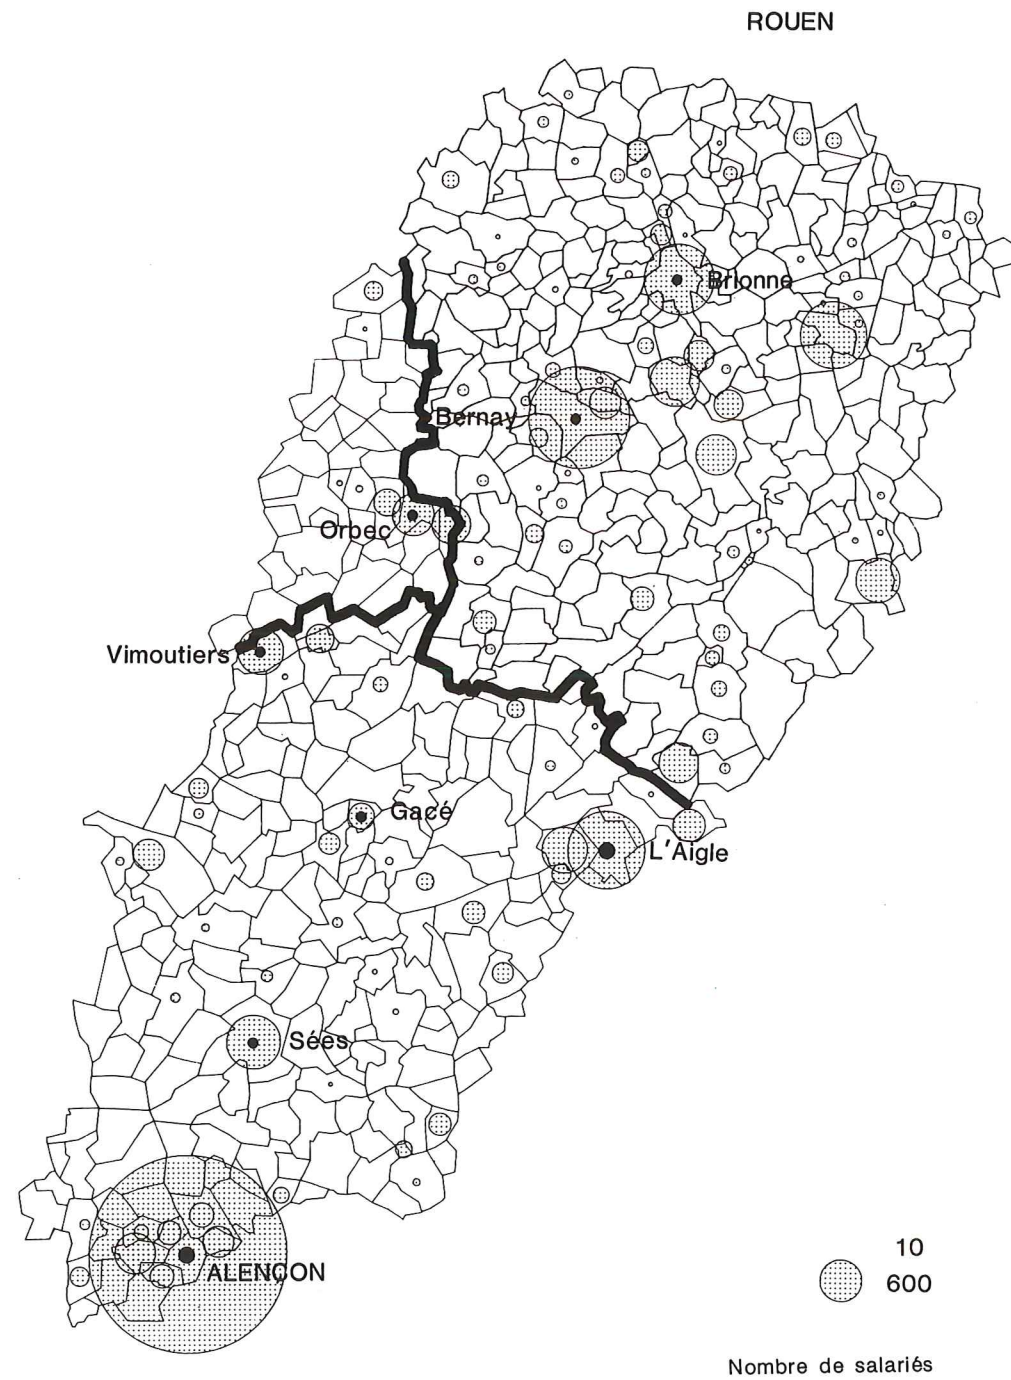 ROUEN
Brionne
Bernay
Orbec
Vimoutiers
Gacé
L'Aigle
Sées
ALENÇON
10
600
Nombre de salariés